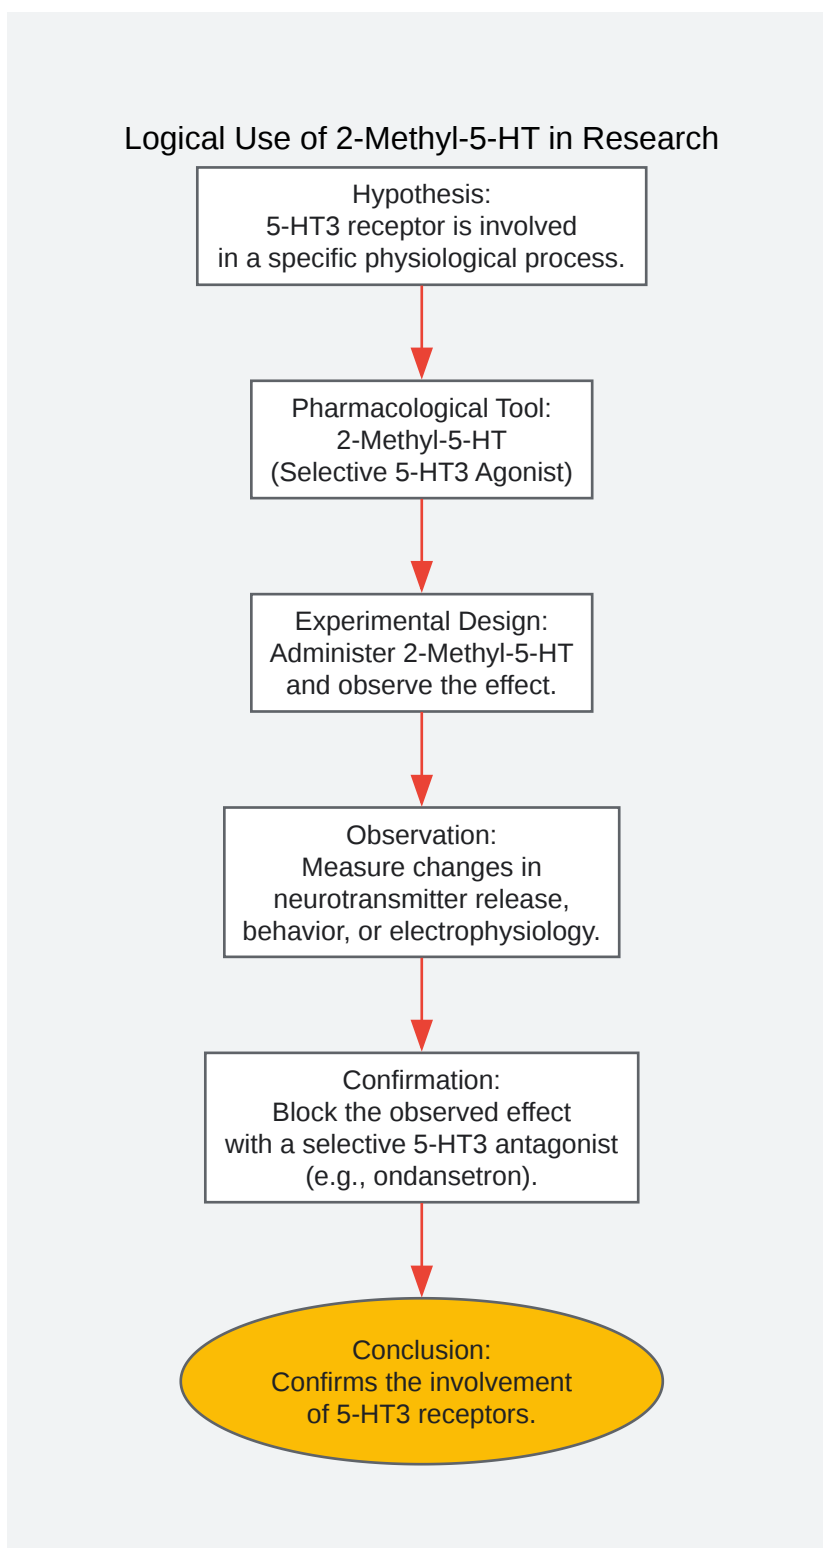 Logical Use of 2-Methyl-5-HT in Research
Hypothesis:
5-HT3 receptor is involved
in a specific physiological process.
Pharmacological Tool:
2-Methyl-5-HT
(Selective 5-HT3 Agonist)
Experimental Design:
Administer 2-Methyl-5-HT
and observe the effect.
Observation:
Measure changes in
neurotransmitter release,
behavior, or electrophysiology.
Confirmation:
Block the observed effect
with a selective 5-HT3 antagonist
(e.g., ondansetron).
Conclusion:
Confirms the involvement
of 5-HT3 receptors.